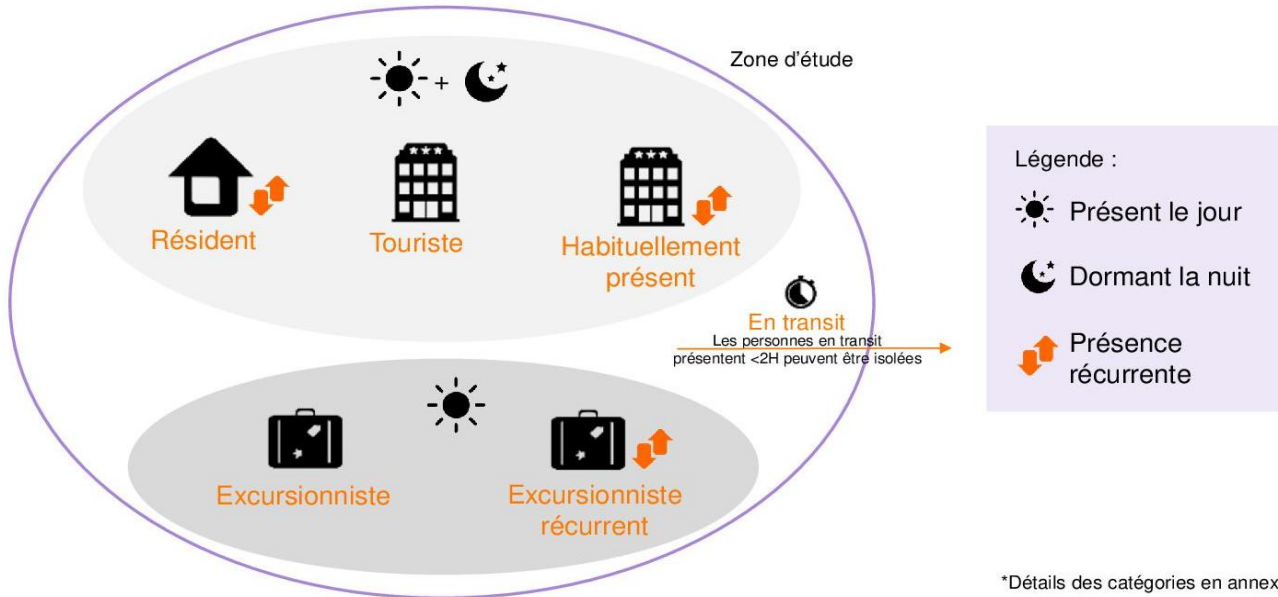 Zone d'étude
+
Résident
Touriste
Habituellement
présent
En transit
Les personnes en transit
présentent <2H peuvent être isolées
Excursionniste
Excursionniste
récurrent
Légende :
Présent le jour
Dormant la nuit
Présence
récurrente
*Détails des catégories en annex